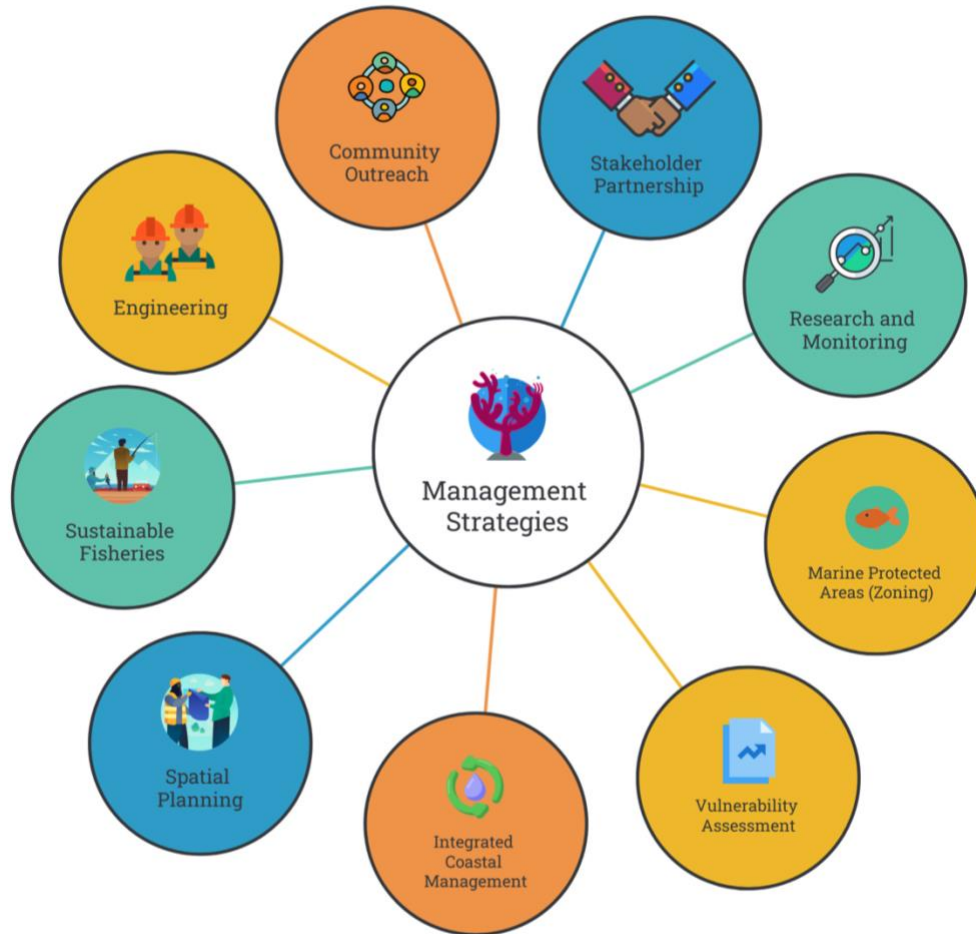 Community
Outreach
Stakeholder
Partnership
Engineering
Research and
Monitoring
Management
Strategies
Sustainable
Fisheries
Marine Protected
Areas (Zoning)
Spatial
Planning
Vulnerability
Assessment
Integrated
Coastal
Management